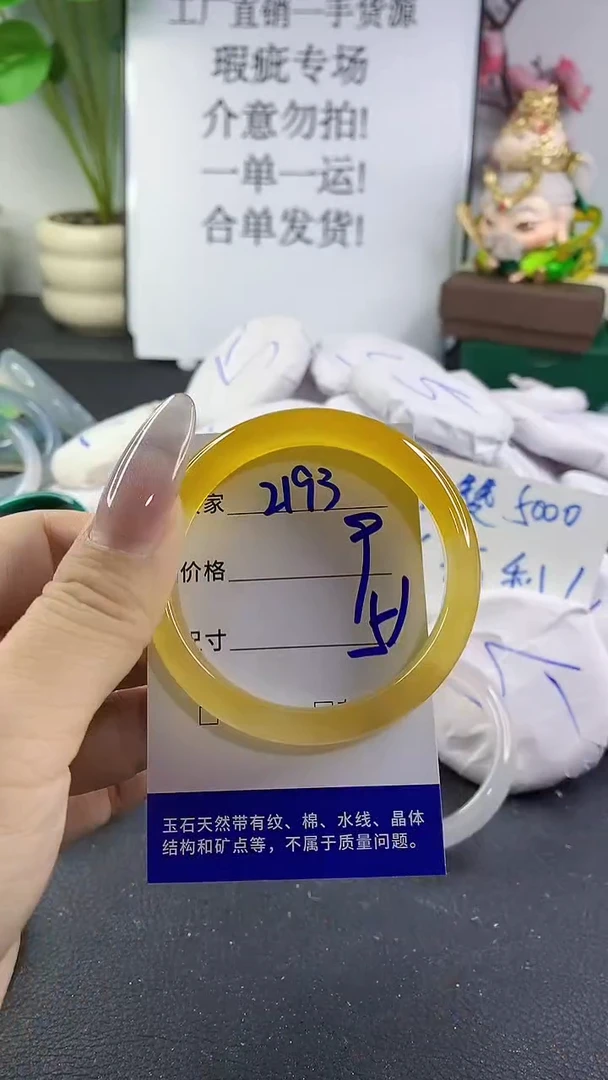 工厂直销一手货源
瑕疵专场
介意勿拍!
一单一运!
合单发货!
家 2193
价格
寸
5000
利
玉石天然带有纹、棉、水线、晶体
结构和矿点等，不属于质量问题。